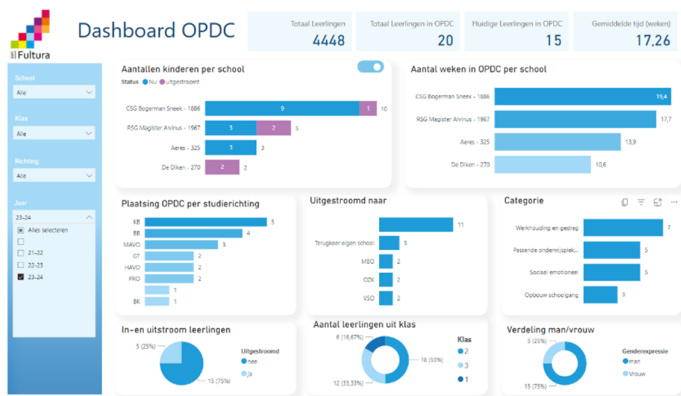 Fultura
Dashboard OPDC
Totaal Leerlingen
4448
Totaal Leerlingen in OPDC
20
Huidige Leerlingen in OPDC
15
Gemiddelde tijd (weken)
17,26
School
Alle
Klas
Alle
Richting
Alle
Jaar
23-24
Alles selecteren
21-22
22-23
23-24
Aantallen kinderen per school
Status Nu uitgestroomt
CSG Bogerman Sneek - 1886 9 1 10
RSG Magister Alvinus - 1967 3 2 5
Aeres - 325 3 3
De Diken - 270 2 2
Aantal weken in OPDC per school
CSG Bogerman Sneek - 1886 19,4
RSG Magister Alvinus - 1967 17,7
Aeres - 325 13,9
De Diken - 270 10,6
Plaatsing OPDC per studierichting
KB 5
BB 4
MAVO 3
GT 2
HAVO 2
PRO 2
1
BK 1
Uitgestroomd naar
11
Terugkeer eigen school
MBO 2
OZK 2
VSO 2
Categorie
Werkhouding en gedrag 7
Passende onderwijsplek... 5
Sociaal emotioneel 5
Opbouw schoolgang 3
In-en uitstroom leerlingen
5 (25%)
15 (75%)
Uitgestroomd
nee
ja
Aantal leerlingen uit klas
6 (16,67%)
18 (50%)
12 (33,33%)
Klas
2
3
1
Verdeling man/vrouw
5 (25%)
15 (75%)
Genderexpressie
man
Vrouw